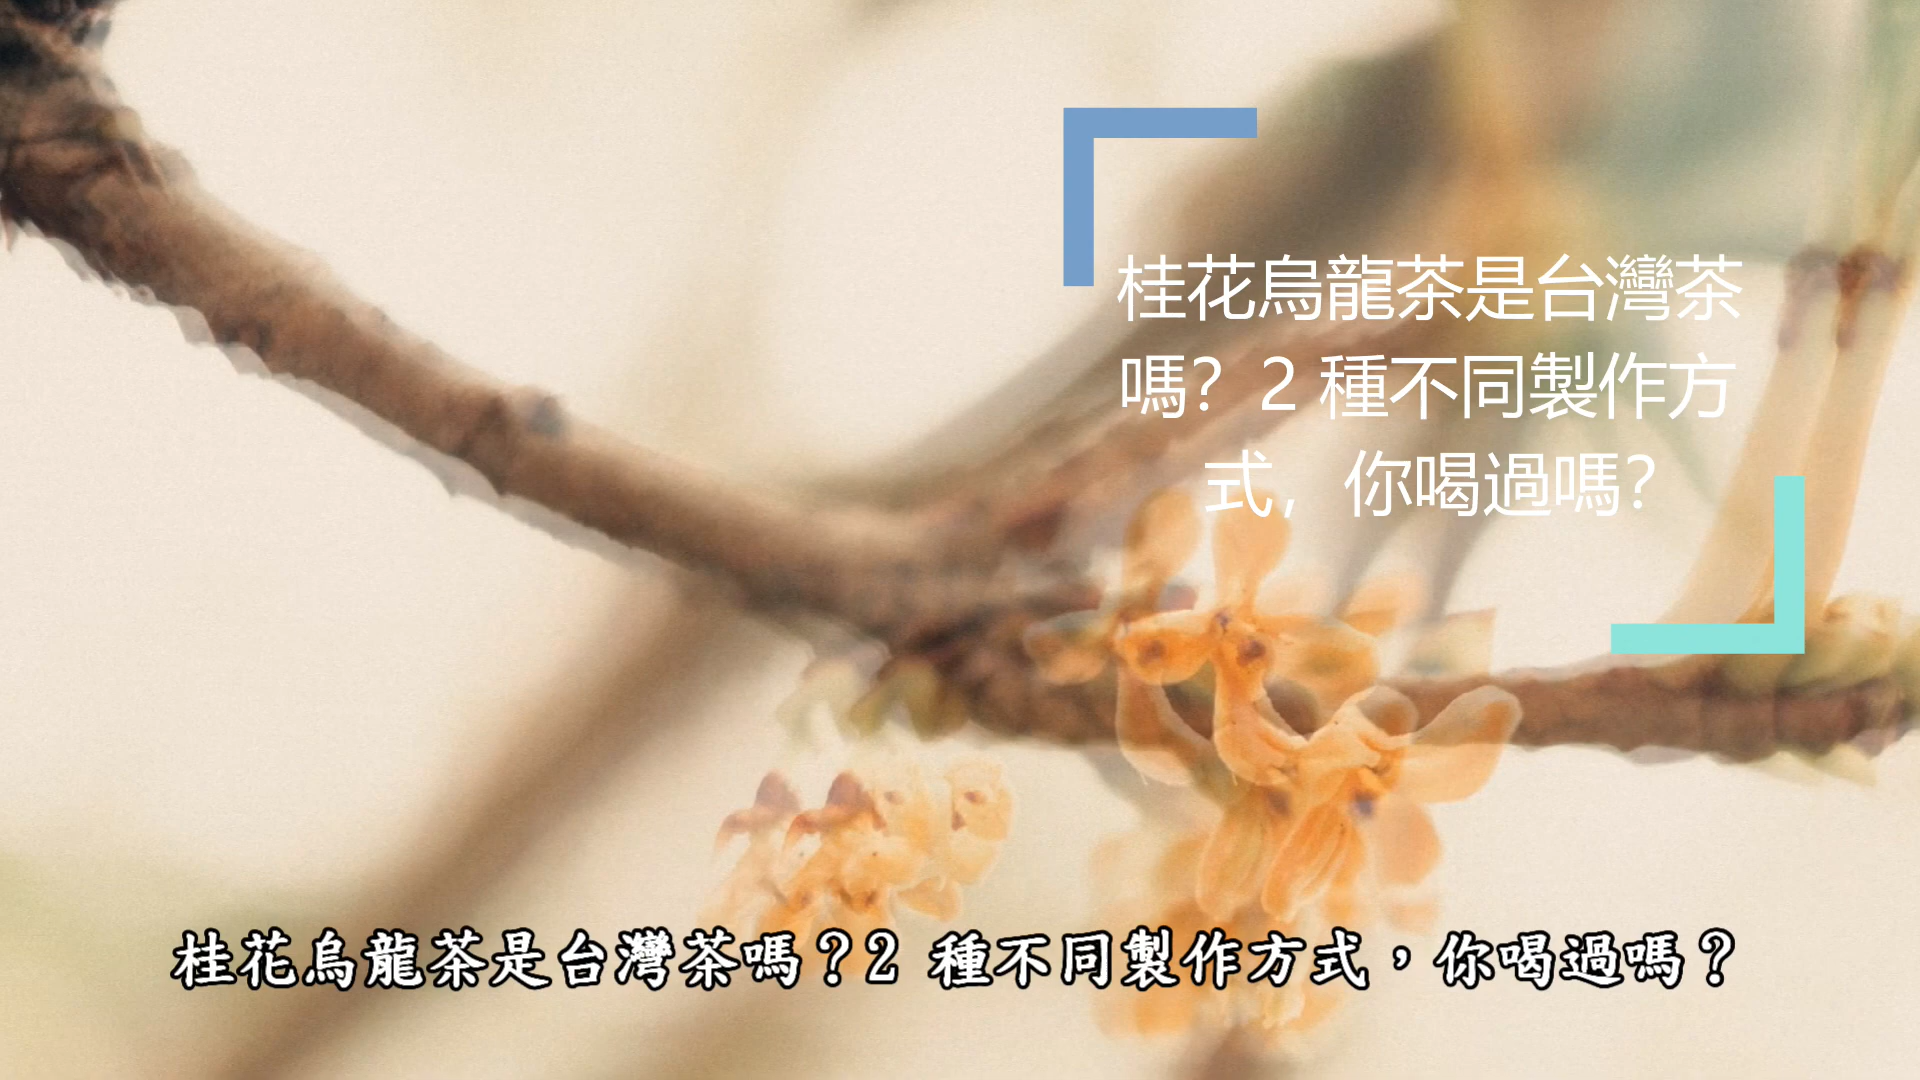 桂花烏龍茶是台灣茶
嗎？2 種不同製作方
式，你喝過嗎？
桂花烏龍茶是台灣茶嗎？2 種不同製作方式，你喝過嗎？